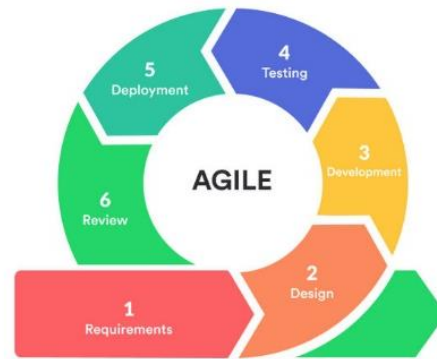 1
Requirements
2
Design
3
Development
4
Testing
5
Deployment
6
Review
AGILE